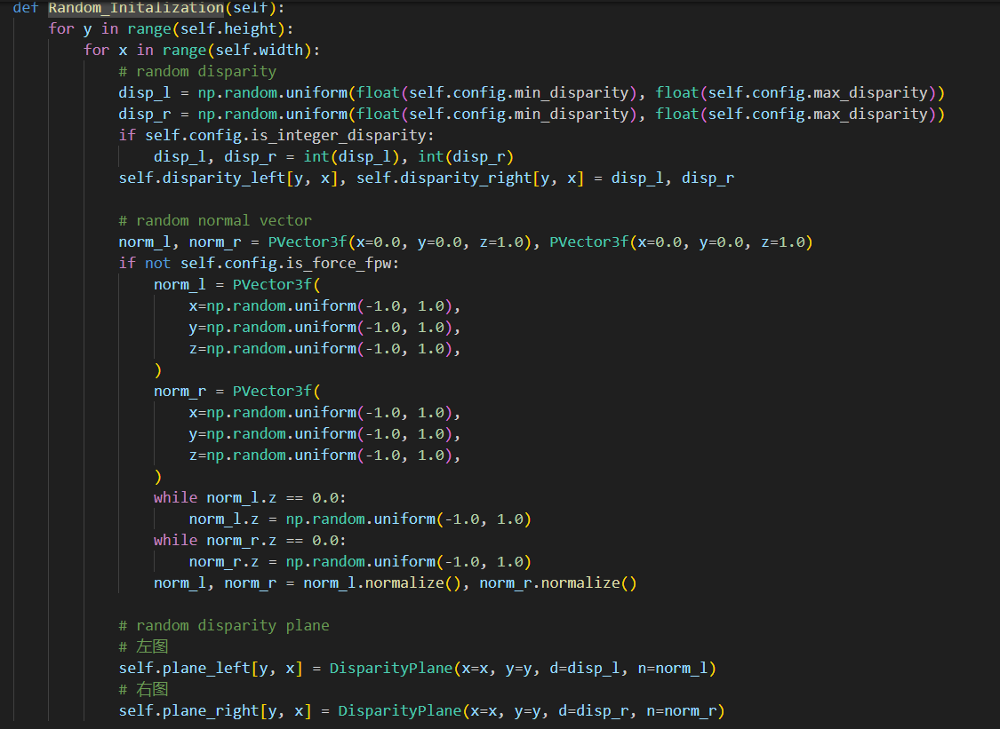 def Random_Initalization(self):
    for y in range(self.height):
        for x in range(self.width):
            # random disparity
            disp_l = np.random.uniform(float(self.config.min_disparity), float(self.config.max_disparity))
            disp_r = np.random.uniform(float(self.config.min_disparity), float(self.config.max_disparity))
            if self.config.is_integer_disparity:
                disp_l, disp_r = int(disp_l), int(disp_r)
            self.disparity_left[y, x], self.disparity_right[y, x] = disp_l, disp_r

            # random normal vector
            norm_l, norm_r = PVector3f(x=0.0, y=0.0, z=1.0), PVector3f(x=0.0, y=0.0, z=1.0)
            if not self.config.is_force_fpw:
                norm_l = PVector3f(
                    x=np.random.uniform(-1.0, 1.0),
                    y=np.random.uniform(-1.0, 1.0),
                    z=np.random.uniform(-1.0, 1.0),
                )
                norm_r = PVector3f(
                    x=np.random.uniform(-1.0, 1.0),
                    y=np.random.uniform(-1.0, 1.0),
                    z=np.random.uniform(-1.0, 1.0),
                )
                while norm_l.z == 0.0:
                    norm_l.z = np.random.uniform(-1.0, 1.0)
                while norm_r.z == 0.0:
                    norm_r.z = np.random.uniform(-1.0, 1.0)
                norm_l, norm_r = norm_l.normalize(), norm_r.normalize()

            # random disparity plane
            # 左图
            self.plane_left[y, x] = DisparityPlane(x=x, y=y, d=disp_l, n=norm_l)
            # 右图
            self.plane_right[y, x] = DisparityPlane(x=x, y=y, d=disp_r, n=norm_r)